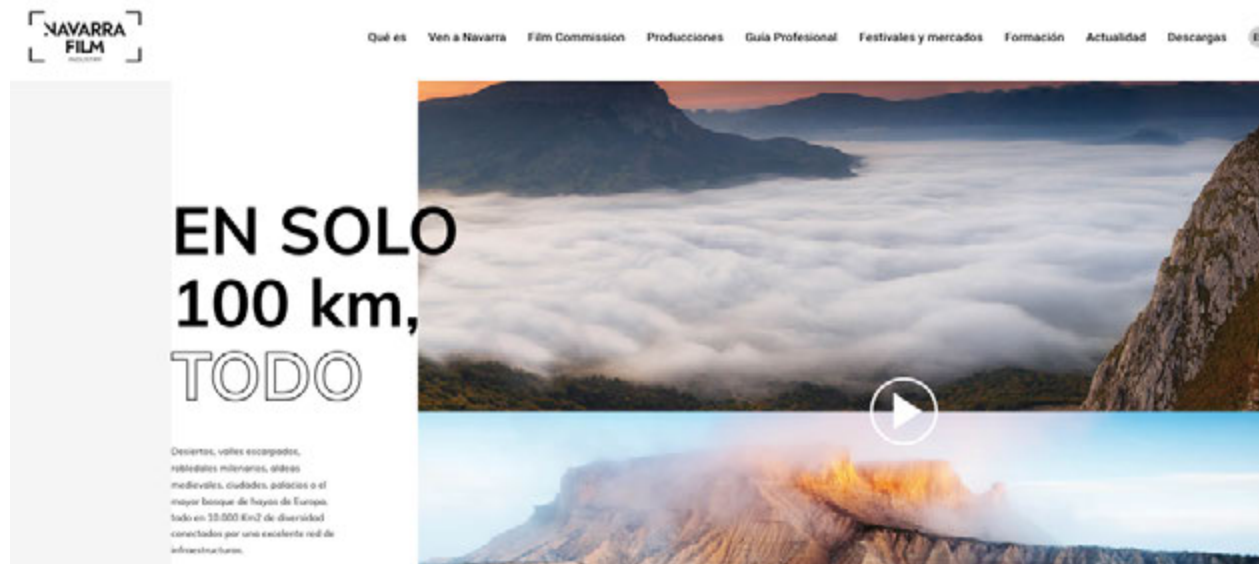 NAVARRA
FILM
INDUSTRY
Qué es Ven a Navarra Film Commission Producciones Guía Profesional Festivales y mercados Formación Actualidad Descargas
EN SOLO
100 km,
TODO
Desiertos, valles escarpados,
robledales milenarios, aldeas
medievales, ciudades, palacios o el
mayor bosque de hayas de Europa,
todo en 10.000 Km2 de diversidad
conectados por una excelente red de
infraestructuras.